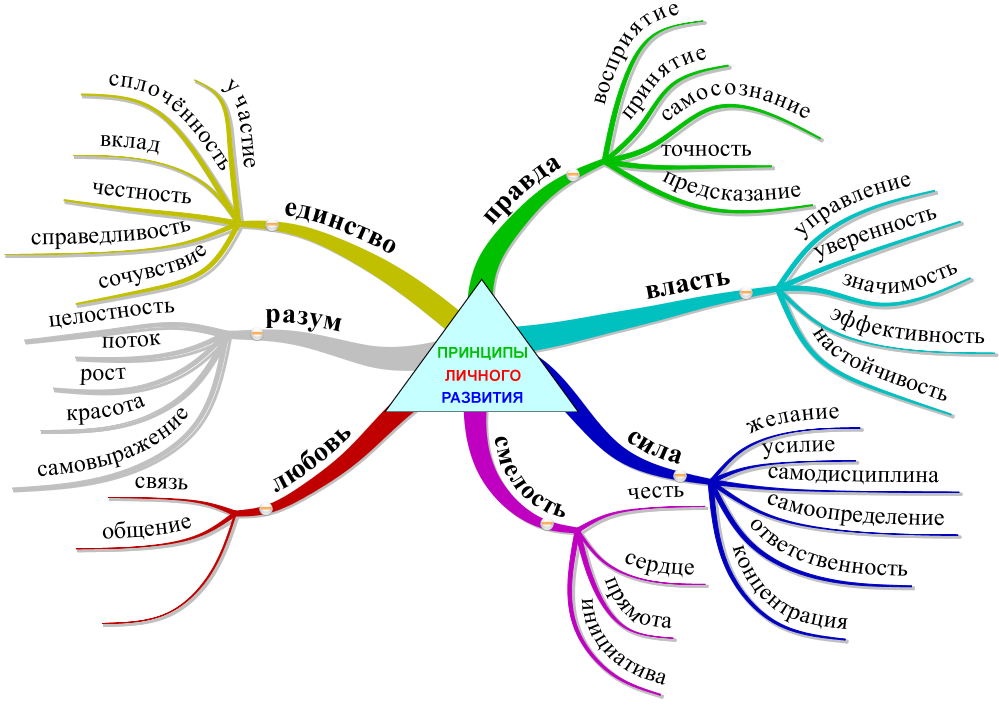 ПРИНЦИПЫ
ЛИЧНОГО
РАЗВИТИЯ
правда
восприятие
принятие
самосознание
точность
предсказание
власть
управление
уверенность
значимость
эффективность
настойчивость
сила
желание
усилие
самодисциплина
самоопределение
ответственность
концентрация
смелость
честь
сердце
прямота
инициатива
любовь
связь
общение
разум
целостность
поток
рост
красота
самовыражение
единство
участие
сплочённость
вклад
честность
справедливость
сочувствие